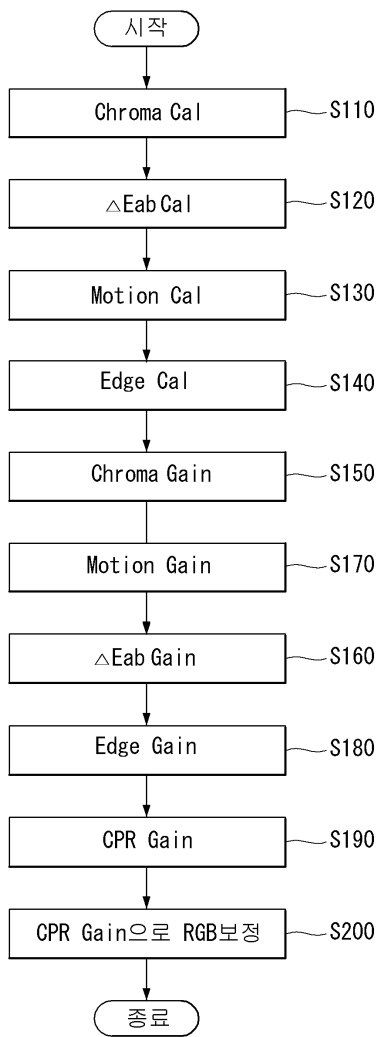 시작
Chroma Cal
S110
△Eab Cal
S120
Motion Cal
S130
Edge Cal
S140
Chroma Gain
S150
Motion Gain
S170
△Eab Gain
S160
Edge Gain
S180
CPR Gain
S190
CPR Gain으로 RGB보정
S200
종료